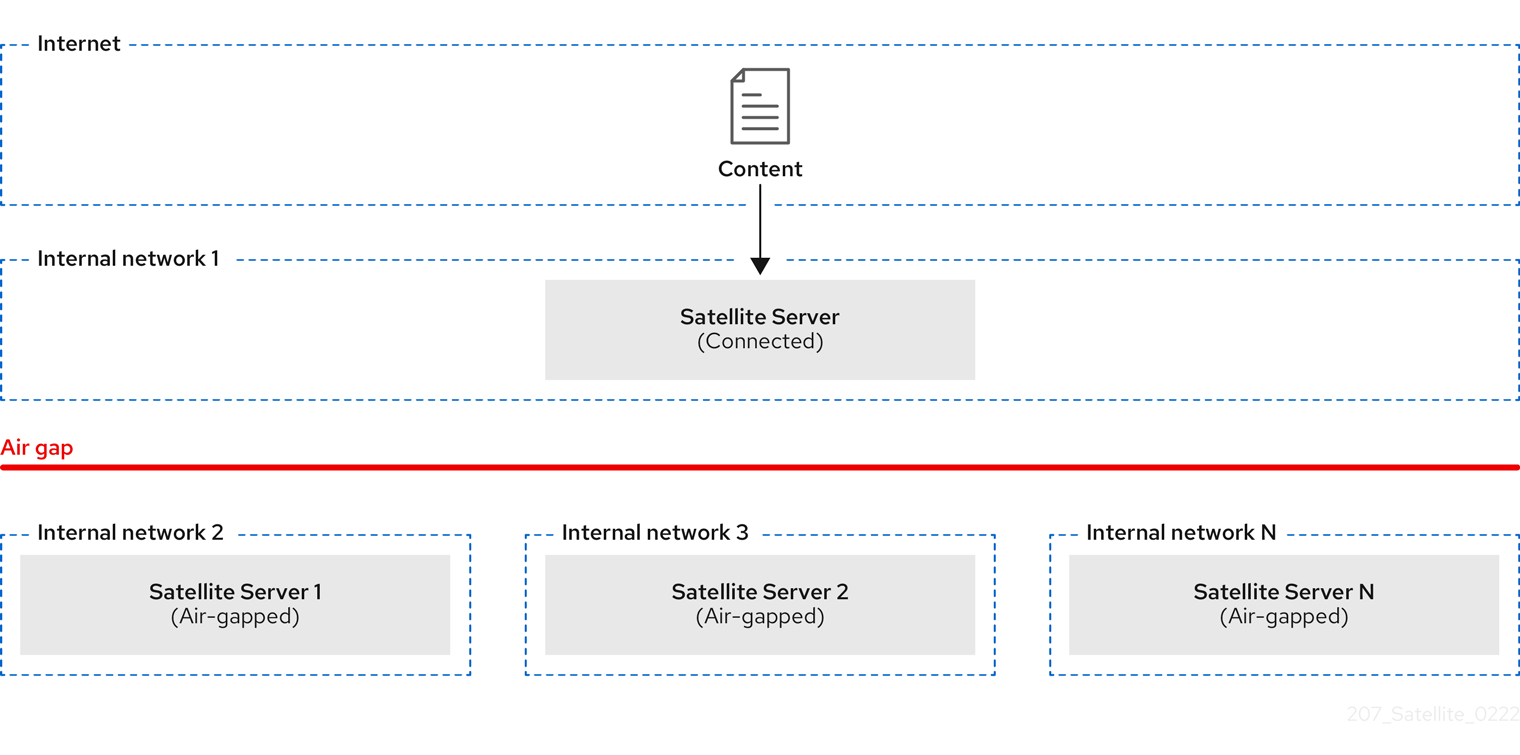 Internet
Content
Internal network 1
Satellite Server
(Connected)
Air gap
Internal network 2
Internal network 3
Internal network N
Satellite Server 1
(Air-gapped)
Satellite Server 2
(Air-gapped)
Satellite Server N
(Air-gapped)
207_Satellite_0222